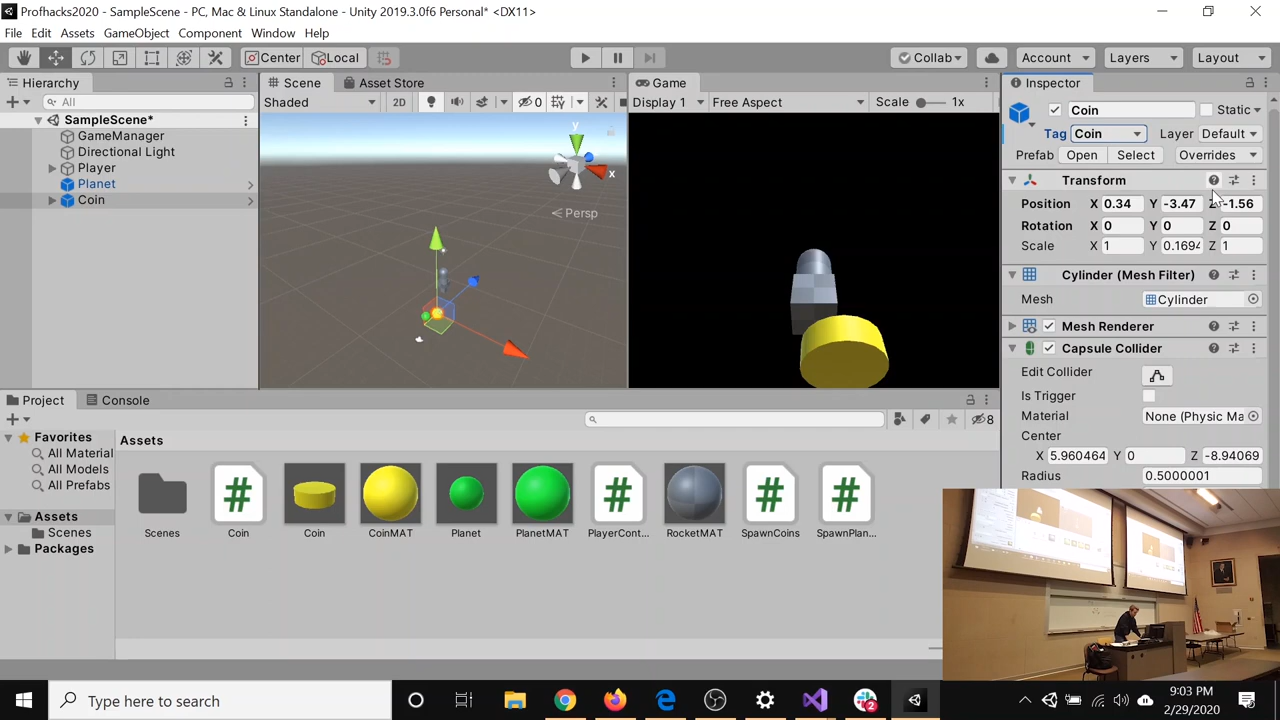 Profhacks2020 - SampleScene - PC, Mac & Linux Standalone - Unity 2019.3.0f6 Personal* <DX11>
File Edit Assets GameObject Component Window Help
Center Local Collab Account Layers Layout
Hierarchy Scene Asset Store Game Inspector
All Shaded 2D 0 Display 1 Free Aspect Scale 1x Coin Static
SampleScene*
GameManager
Directional Light
Player
Planet
Coin
y
x
Persp
Tag Coin Layer Default
Prefab Open Select Overrides
Transform
Position X 0.34 Y -3.47 Z -1.56
Rotation X 0 Y 0 Z 0
Scale X 1 Y 0.1694 Z 1
Cylinder (Mesh Filter)
Mesh Cylinder
Mesh Renderer
Capsule Collider
Edit Collider
Is Trigger
Material None (Physic Ma
Center
X 5.960464 Y 0 Z -8.94069
Radius 0.5000001
Project Console
8
Favorites
All Material
All Models
All Prefabs
Assets
Scenes
Packages
Assets
Scenes Coin Coin CoinMAT Planet PlanetMAT PlayerCont... RocketMAT SpawnCoins SpawnPlan...
Type here to search
2
9:03 PM
2/29/2020